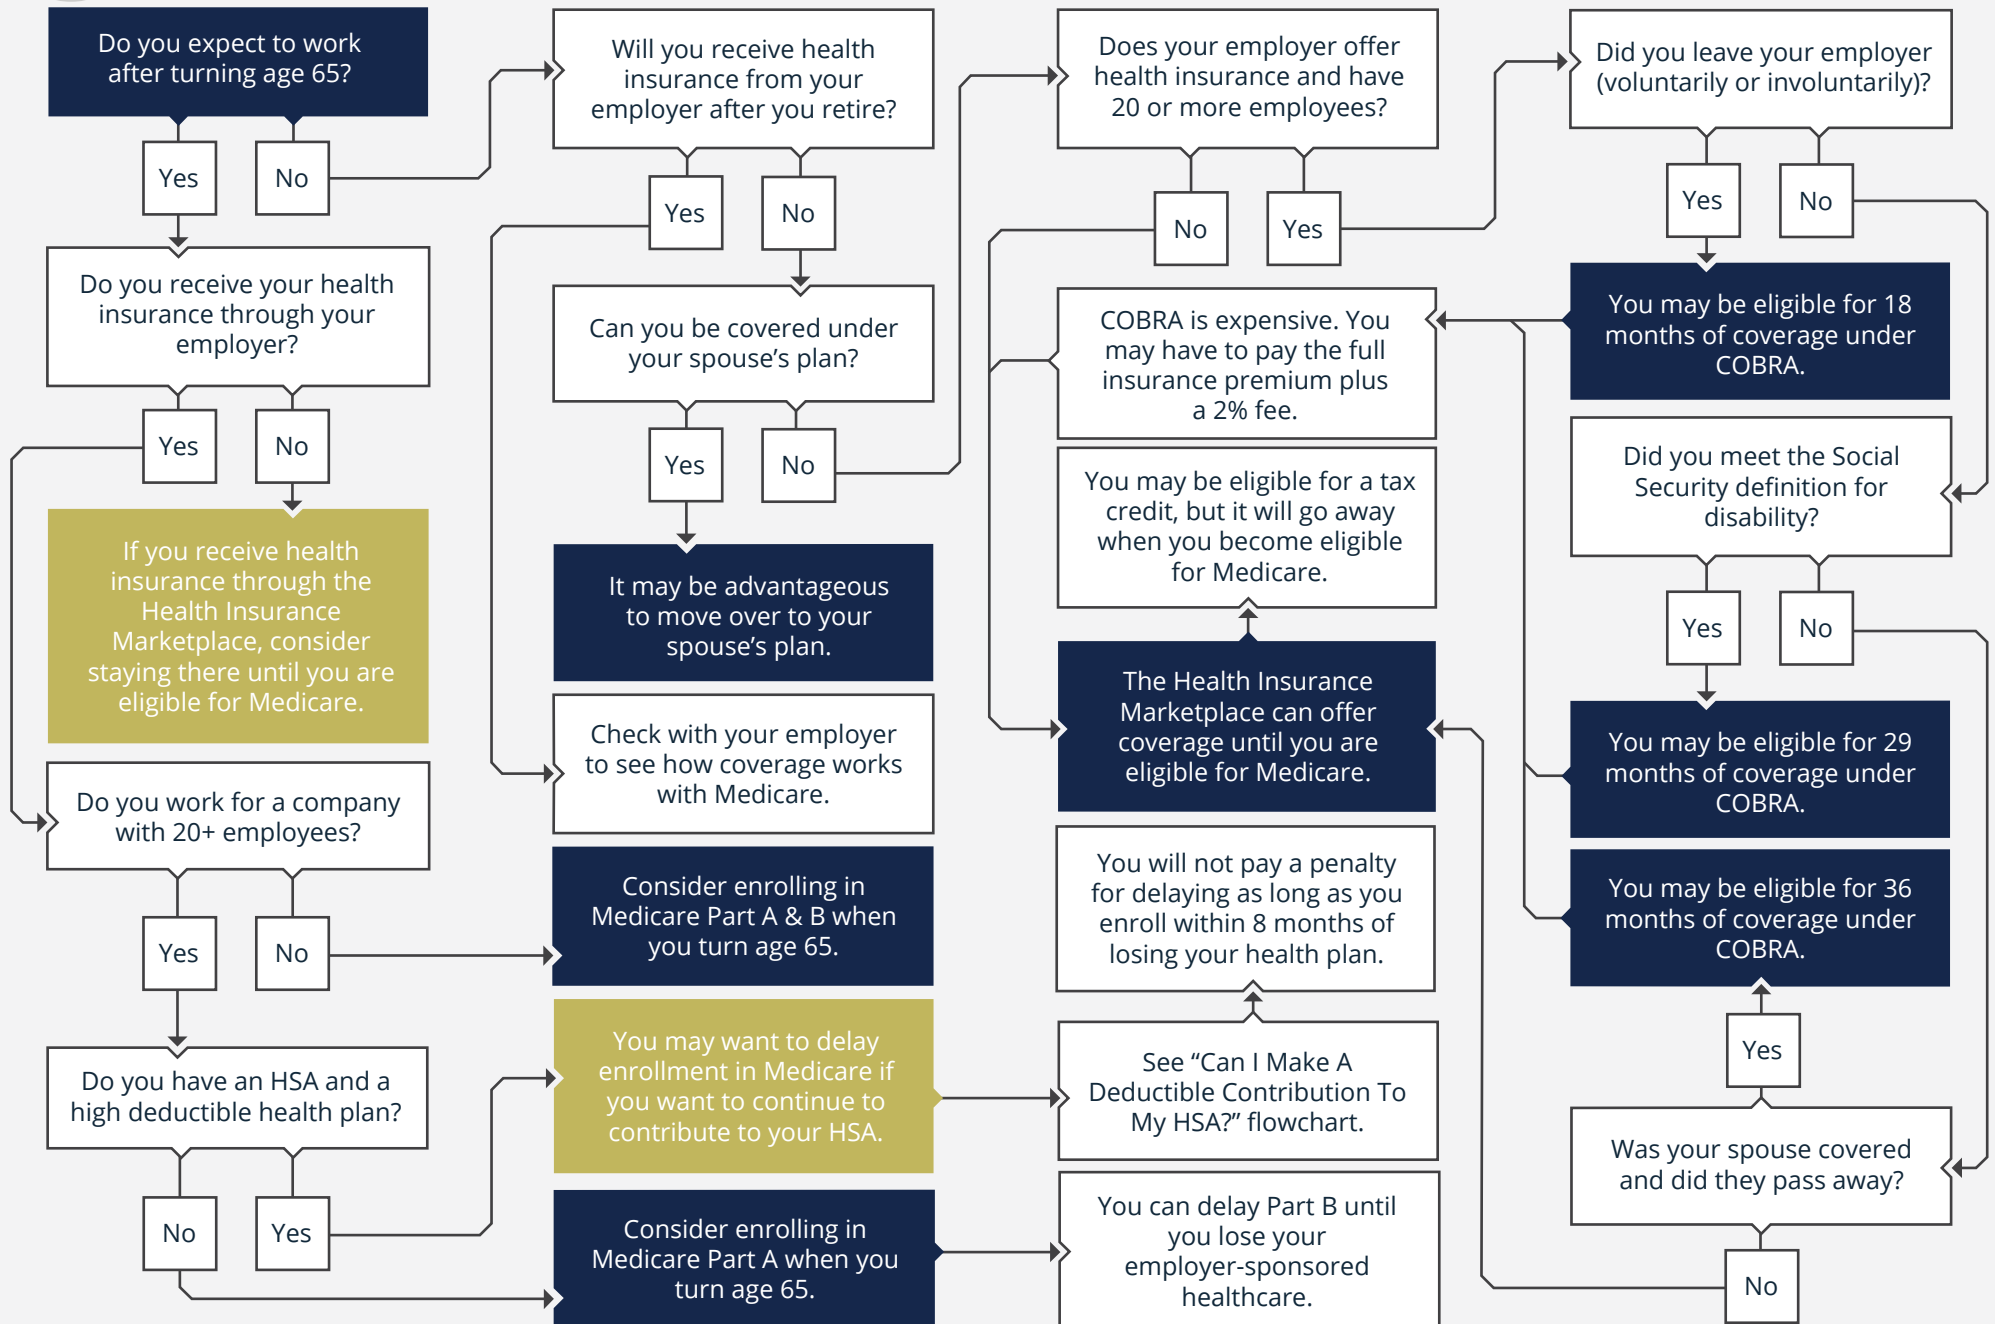 Do you expect to work
after turning age 65?
Yes
No
Do you receive your health
insurance through your
employer?
Yes
No
If you receive health
insurance through the
Health Insurance
Marketplace, consider
staying there until you are
eligible for Medicare.
Do you work for a company
with 20+ employees?
Yes
No
Do you have an HSA and a
high deductible health plan?
No
Yes
Will you receive health
insurance from your
employer after you retire?
Yes
No
Can you be covered under
your spouse’s plan?
Yes
No
It may be advantageous
to move over to your
spouse’s plan.
Check with your employer
to see how coverage works
with Medicare.
Consider enrolling in
Medicare Part A & B when
you turn age 65.
You may want to delay
enrollment in Medicare if
you want to continue to
contribute to your HSA.
Consider enrolling in
Medicare Part A when you
turn age 65.
Does your employer offer
health insurance and have
20 or more employees?
No
Yes
COBRA is expensive. You
may have to pay the full
insurance premium plus
a 2% fee.
You may be eligible for a tax
credit, but it will go away
when you become eligible
for Medicare.
The Health Insurance
Marketplace can offer
coverage until you are
eligible for Medicare.
You will not pay a penalty
for delaying as long as you
enroll within 8 months of
losing your health plan.
See “Can I Make A
Deductible Contribution To
My HSA?” flowchart.
You can delay Part B until
you lose your
employer-sponsored
healthcare.
Did you leave your employer
(voluntarily or involuntarily)?
Yes
No
You may be eligible for 18
months of coverage under
COBRA.
Did you meet the Social
Security definition for
disability?
Yes
No
You may be eligible for 29
months of coverage under
COBRA.
You may be eligible for 36
months of coverage under
COBRA.
Yes
Was your spouse covered
and did they pass away?
No